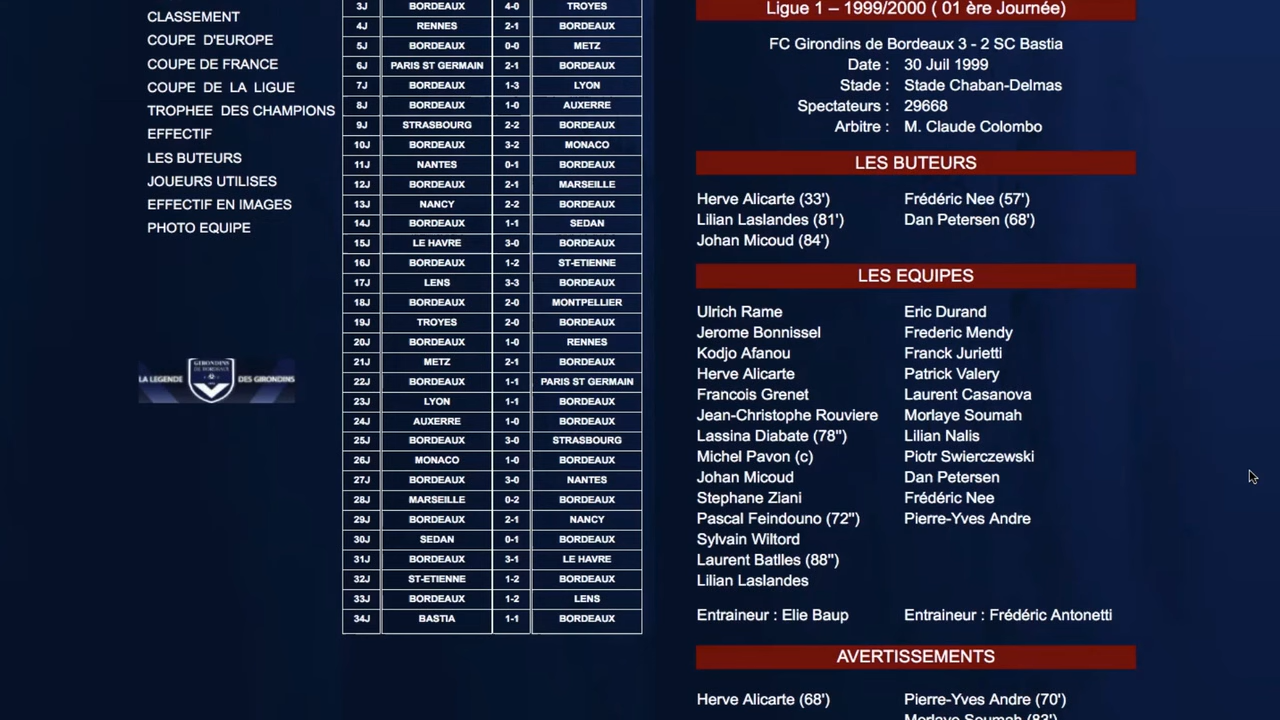 CLASSEMENT
COUPE D'EUROPE
COUPE DE FRANCE
COUPE DE LA LIGUE
TROPHEE DES CHAMPIONS
EFFECTIF
LES BUTEURS
JOUEURS UTILISES
EFFECTIF EN IMAGES
PHOTO EQUIPE
LA LEGENDE GIRONDINS DE BORDEAUX DES GIRONDINS
3J BORDEAUX 4-0 TROYES
4J RENNES 2-1 BORDEAUX
5J BORDEAUX 0-0 METZ
6J PARIS ST GERMAIN 2-1 BORDEAUX
7J BORDEAUX 1-3 LYON
8J BORDEAUX 1-0 AUXERRE
9J STRASBOURG 2-2 BORDEAUX
10J BORDEAUX 3-2 MONACO
11J NANTES 0-1 BORDEAUX
12J BORDEAUX 2-1 MARSEILLE
13J NANCY 2-2 BORDEAUX
14J BORDEAUX 1-1 SEDAN
15J LE HAVRE 3-0 BORDEAUX
16J BORDEAUX 1-2 ST-ETIENNE
17J LENS 3-3 BORDEAUX
18J BORDEAUX 2-0 MONTPELLIER
19J TROYES 2-0 BORDEAUX
20J BORDEAUX 1-0 RENNES
21J METZ 2-1 BORDEAUX
22J BORDEAUX 1-1 PARIS ST GERMAIN
23J LYON 1-1 BORDEAUX
24J AUXERRE 1-0 BORDEAUX
25J BORDEAUX 3-0 STRASBOURG
26J MONACO 1-0 BORDEAUX
27J BORDEAUX 3-0 NANTES
28J MARSEILLE 0-2 BORDEAUX
29J BORDEAUX 2-1 NANCY
30J SEDAN 0-1 BORDEAUX
31J BORDEAUX 3-1 LE HAVRE
32J ST-ETIENNE 1-2 BORDEAUX
33J BORDEAUX 1-2 LENS
34J BASTIA 1-1 BORDEAUX
Ligue 1 – 1999/2000 ( 01 ère Journée)
FC Girondins de Bordeaux 3 - 2 SC Bastia
Date : 30 Juil 1999
Stade : Stade Chaban-Delmas
Spectateurs : 29668
Arbitre : M. Claude Colombo
LES BUTEURS
Herve Alicarte (33') Frédéric Nee (57')
Lilian Laslandes (81') Dan Petersen (68')
Johan Micoud (84')
LES EQUIPES
Ulrich Rame Eric Durand
Jerome Bonnissel Frederic Mendy
Kodjo Afanou Franck Jurietti
Herve Alicarte Patrick Valery
Francois Grenet Laurent Casanova
Jean-Christophe Rouviere Morlaye Soumah
Lassina Diabate (78'') Lilian Nalis
Michel Pavon (c) Piotr Swierczewski
Johan Micoud Dan Petersen
Stephane Ziani Frédéric Nee
Pascal Feindouno (72'') Pierre-Yves Andre
Sylvain Wiltord
Laurent Batlles (88'')
Lilian Laslandes
Entraineur : Elie Baup Entraineur : Frédéric Antonetti
AVERTISSEMENTS
Herve Alicarte (68') Pierre-Yves Andre (70')
Morlaye Soumah (83')